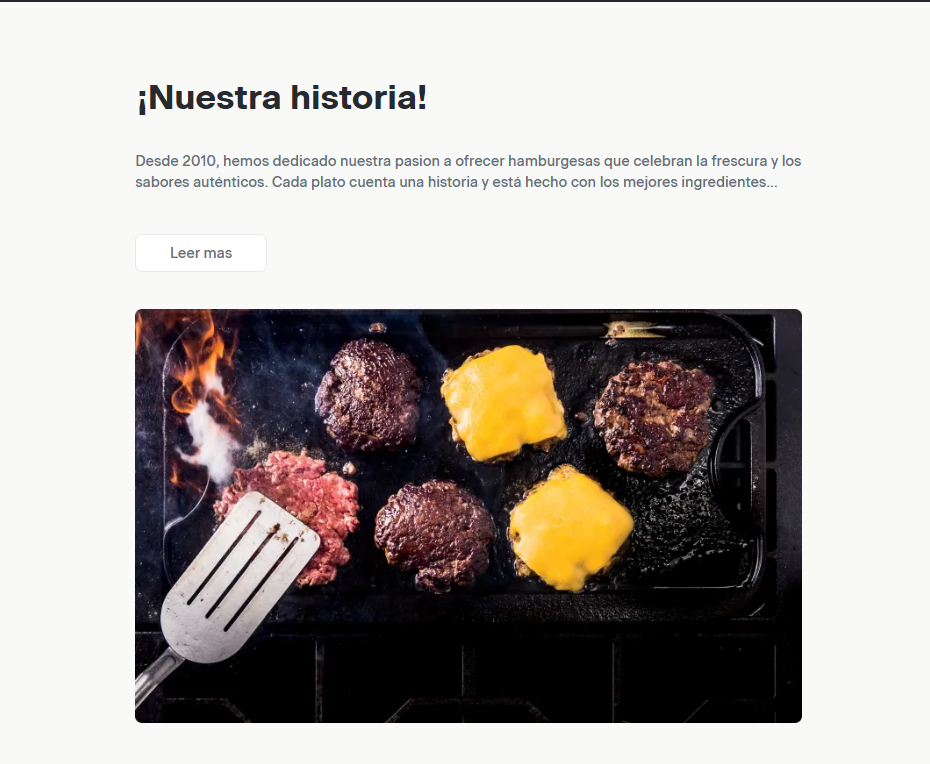 ¡Nuestra historia!
Desde 2010, hemos dedicado nuestra pasion a ofrecer hamburgesas que celebran la frescura y los
sabores auténticos. Cada plato cuenta una historia y está hecho con los mejores ingredientes...
Leer mas